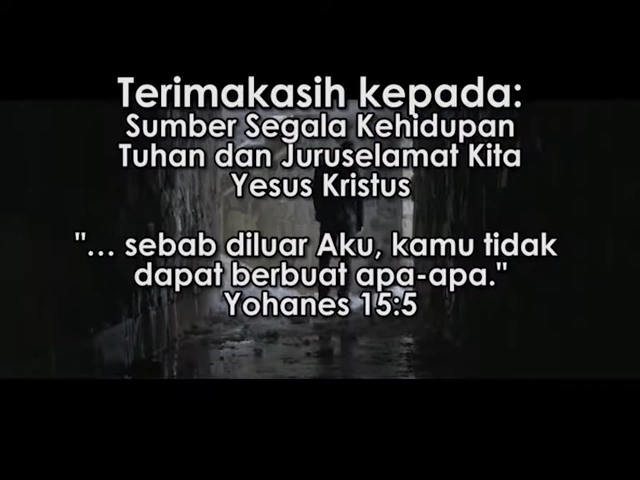 Terimakasih kepada:
Sumber Segala Kehidupan
Tuhan dan Juruselamat Kita
Yesus Kristus
"... sebab diluar Aku, kamu tidak
dapat berbuat apa-apa."
Yohanes 15:5